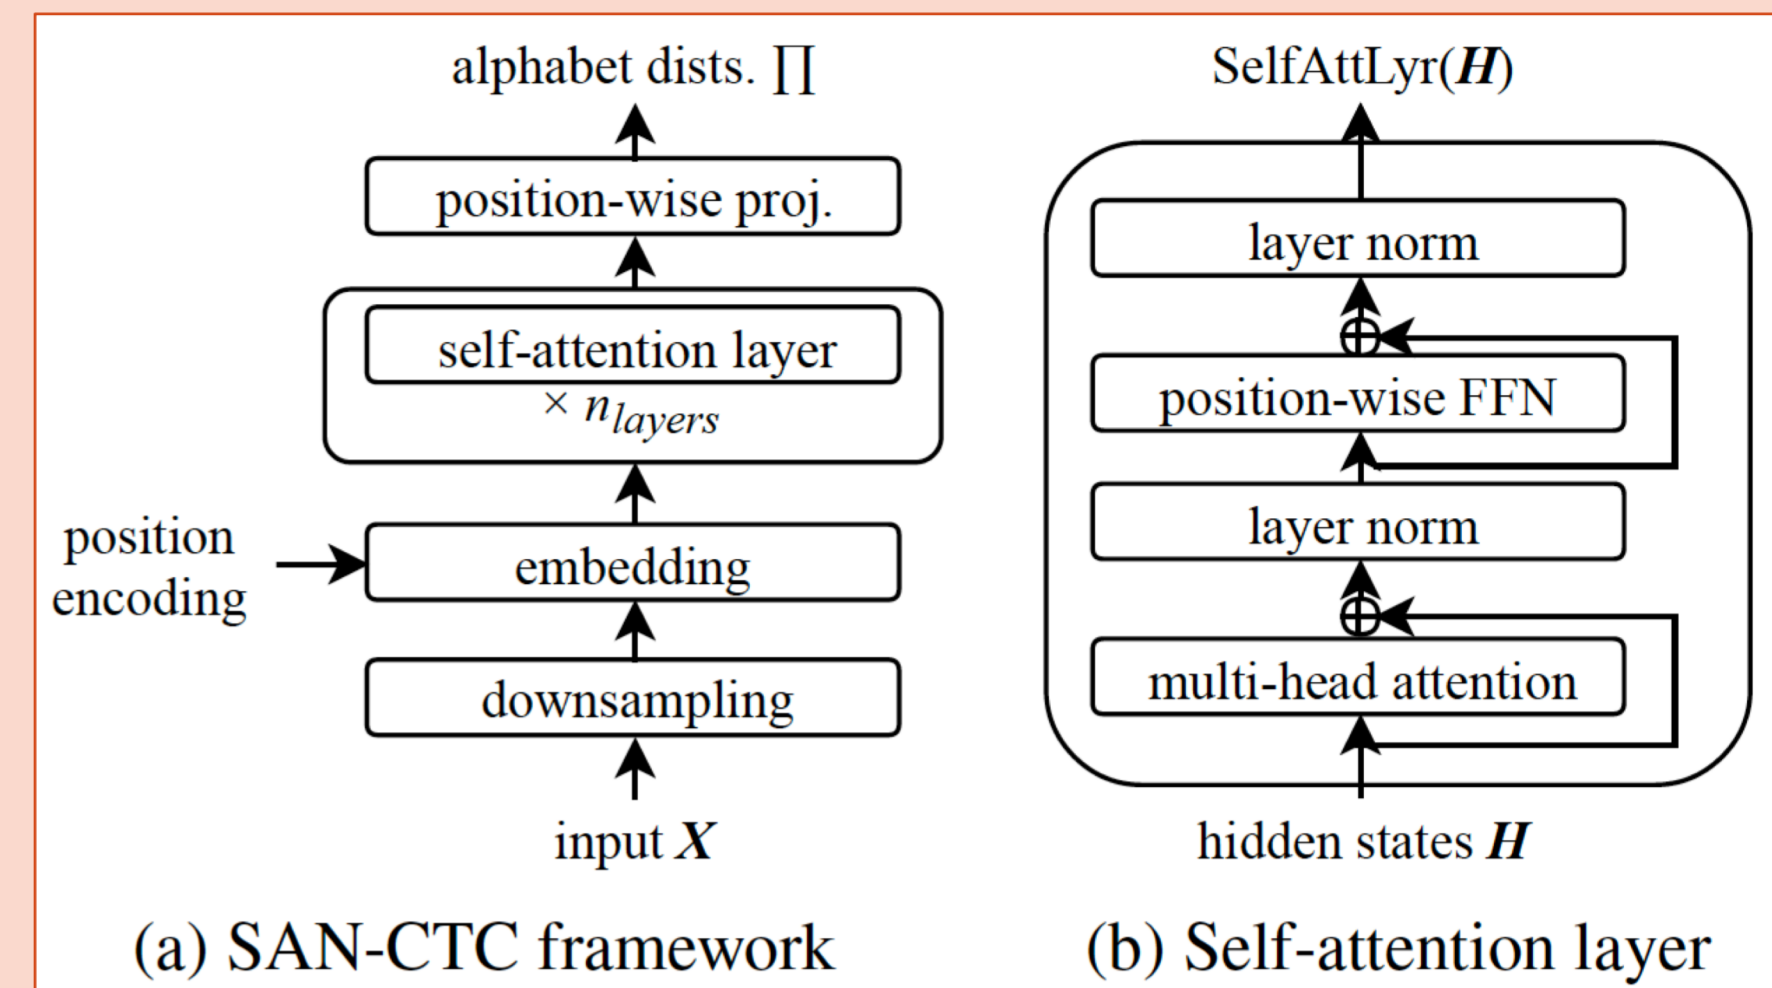 alphabet dists. ∏
position-wise proj.
self-attention layer
× n_layers
position
encoding
embedding
downsampling
input X
(a) SAN-CTC framework
SelfAttLyr(H)
layer norm
position-wise FFN
layer norm
multi-head attention
hidden states H
(b) Self-attention layer